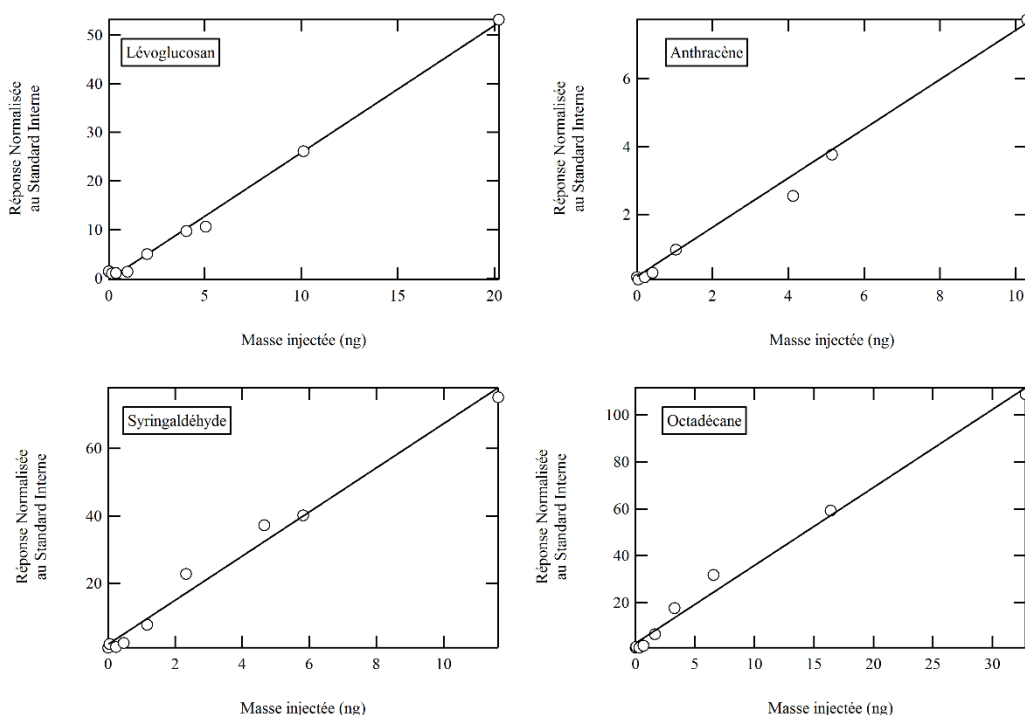 Lévoglucosan
Réponse Normalisée
au Standard Interne
50
40
30
20
10
0
0 5 10 15 20
Masse injectée (ng)
Anthracène
Réponse Normalisée
au Standard Interne
6
4
2
0 2 4 6 8 10
Masse injectée (ng)
Syringaldéhyde
Réponse Normalisée
au Standard Interne
60
40
20
0 2 4 6 8 10
Masse injectée (ng)
Octadécane
Réponse Normalisée
au Standard Interne
100
80
60
40
20
0 5 10 15 20 25 30
Masse injectée (ng)